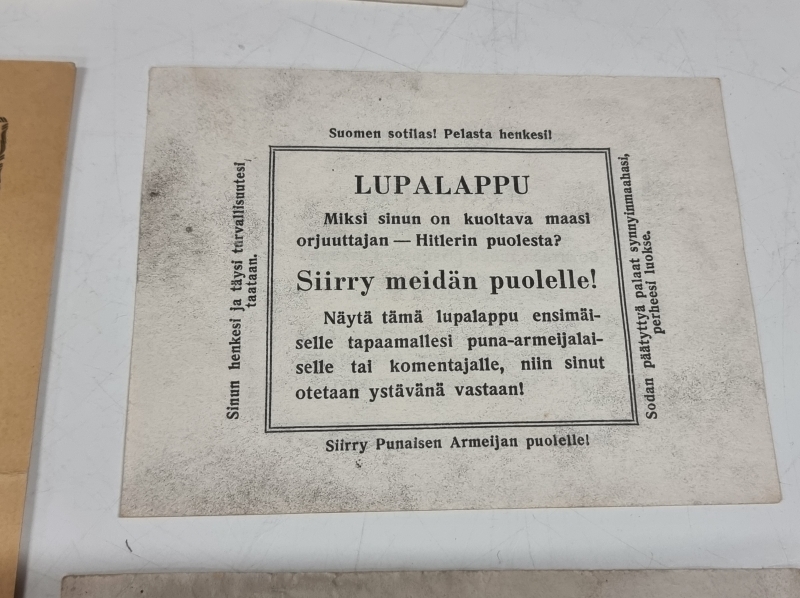 Suomen sotilas! Pelasta henkesi!
LUPALAPPU
Miksi sinun on kuoltava maasi
orjuuttajan — Hitlerin puolesta?
Siirry meidän puolelle!
Näytä tämä lupalappu ensimäi-
selle tapaamallesi puna-armeijalai-
selle tai komentajalle, niin sinut
otetaan ystävänä vastaan!
Siirry Punaisen Armeijan puolelle!
Sinun henkesi ja täysi turvallisuutesi
taataan.
Sodan päätyttyä palaat synnyinmaahasi,
perheesi luokse.